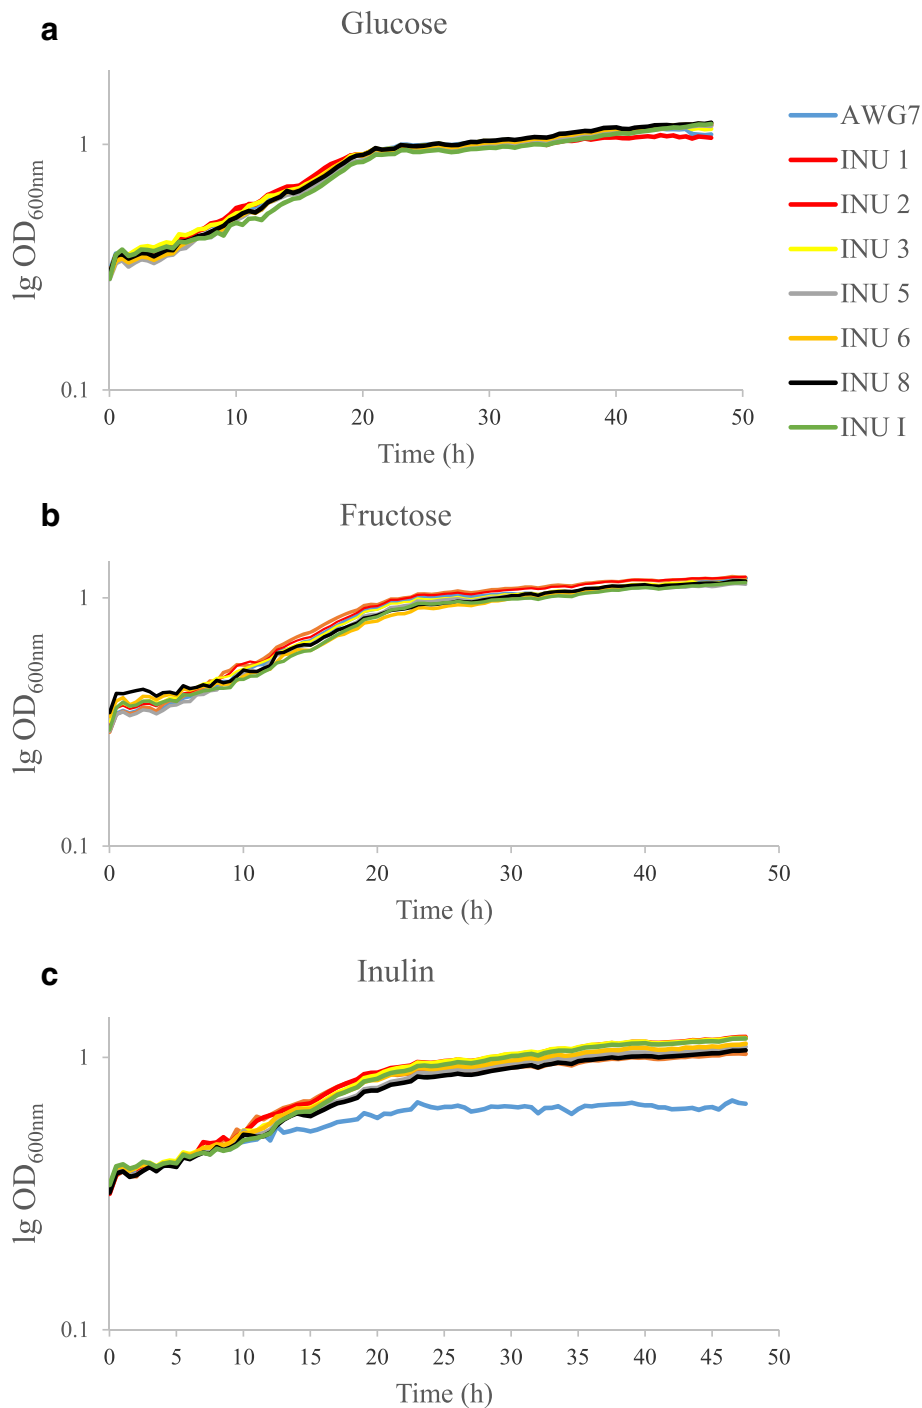 a
Glucose
1
0.1
lg OD600nm
0 10 20 30 40 50
Time (h)
AWG7
INU 1
INU 2
INU 3
INU 5
INU 6
INU 8
INU I
b
Fructose
1
0.1
lg OD600nm
0 10 20 30 40 50
Time (h)
c
Inulin
1
0.1
lg OD600nm
0 5 10 15 20 25 30 35 40 45 50
Time (h)